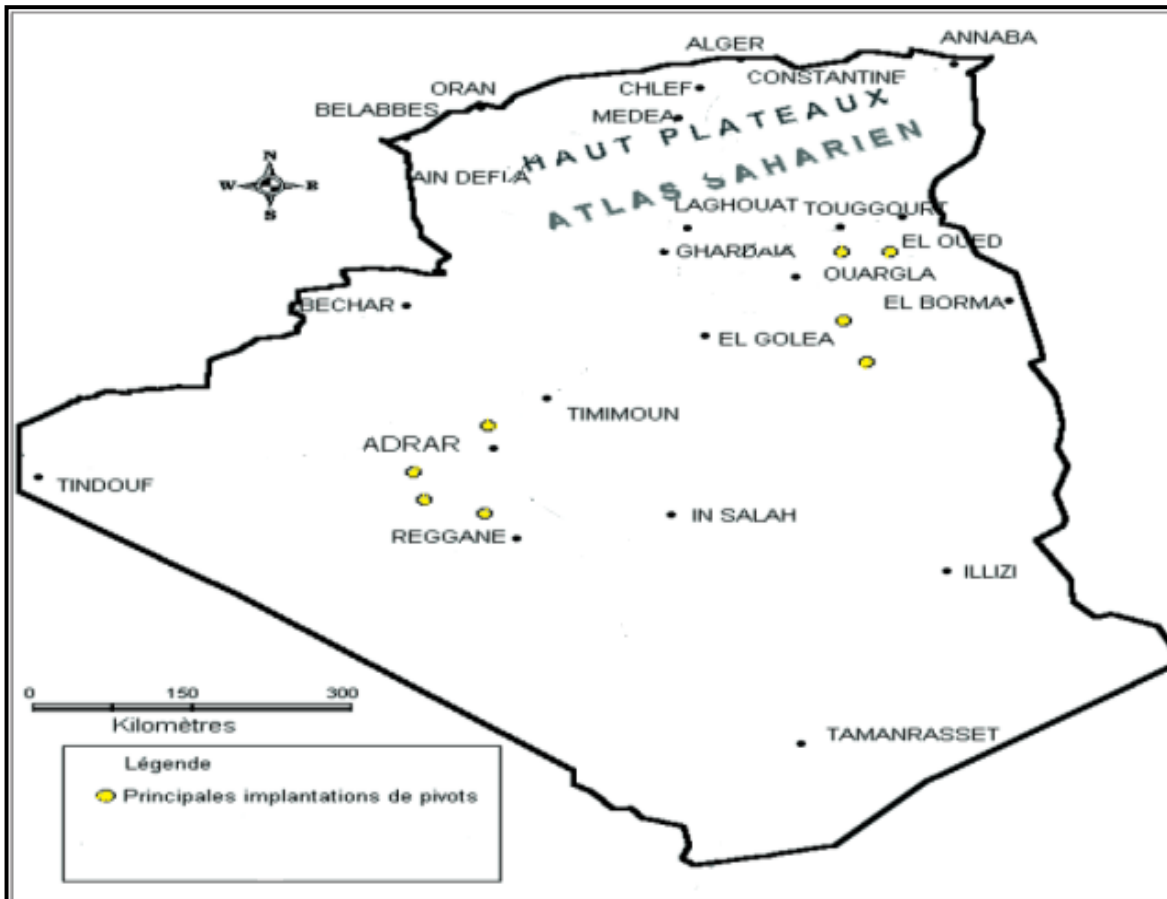 ALGER
ANNABA
ORAN
CHLEF
CONSTANTINE
BELABBES
MEDEA
HAUT PLATEAUX
N
W
E
S
AIN DEFLA
ATLAS SAHARIEN
LAGHOUAT
TOUGGOURT
GHARDAIA
EL OUED
OUARGLA
BECHAR
EL BORMA
EL GOLEA
TIMIMOUN
ADRAR
TINDOUF
IN SALAH
REGGANE
ILLIZI
0 150 300
Kilomètres
TAMANRASSET
Légende
Principales implantations de pivots